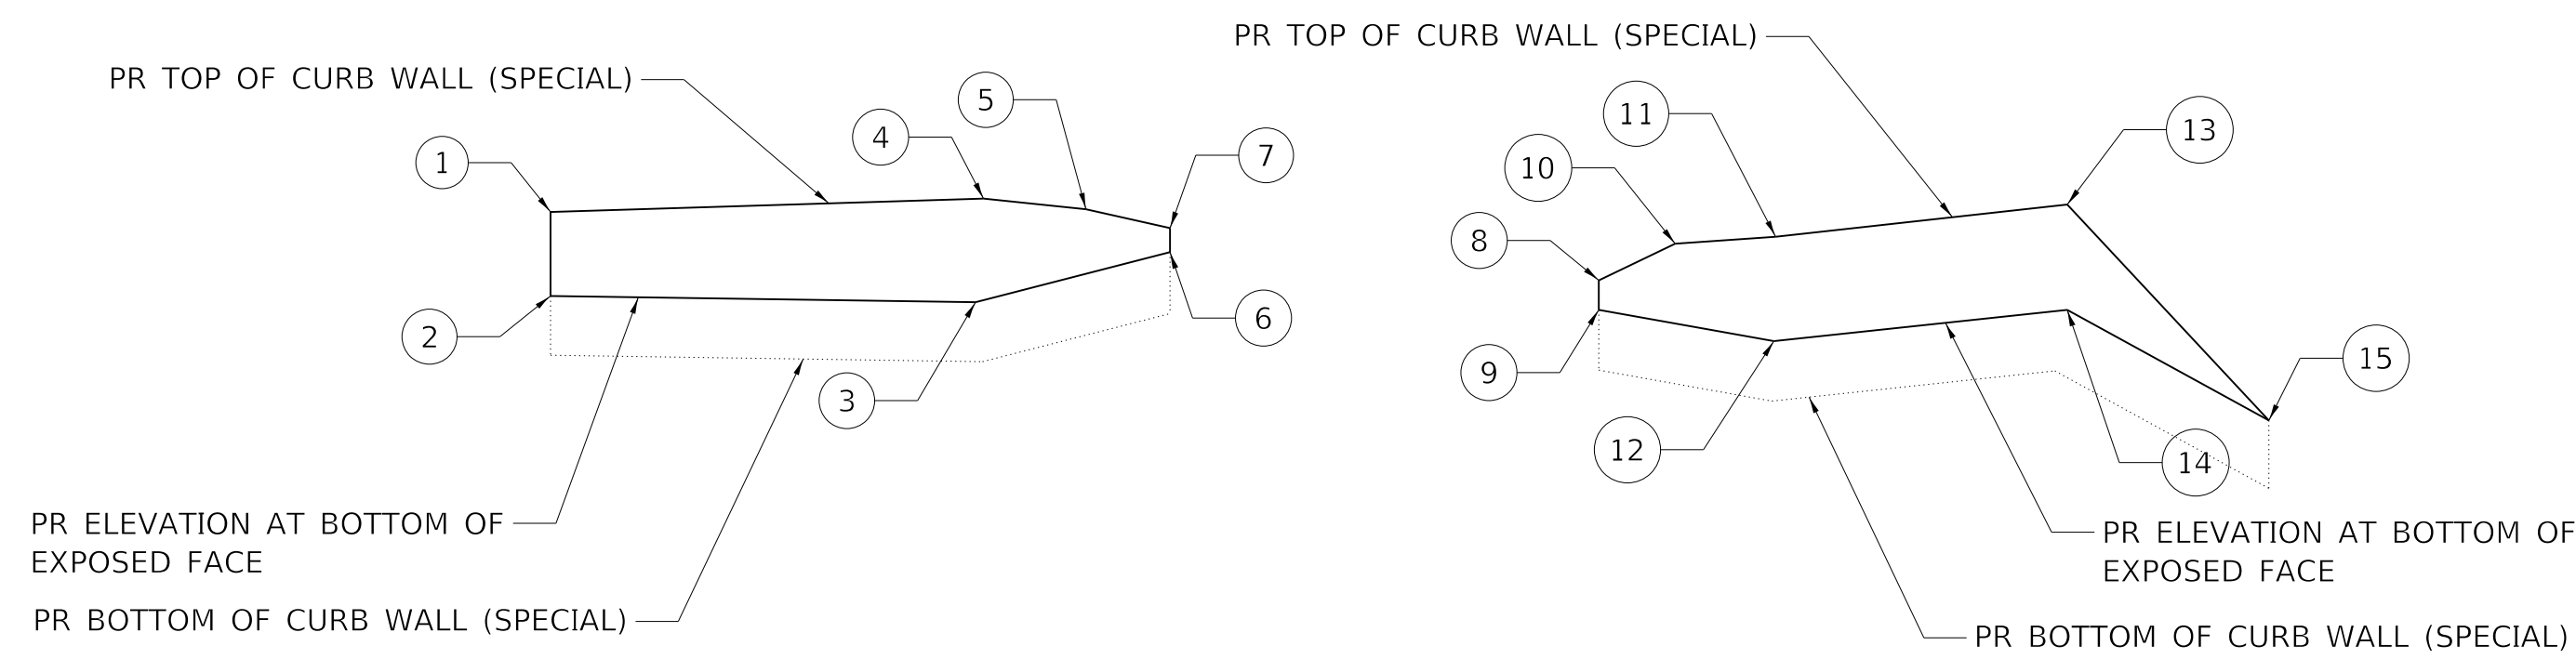 PR TOP OF CURB WALL (SPECIAL)
1
4
5
7
2
3
6
PR ELEVATION AT BOTTOM OF
EXPOSED FACE
PR BOTTOM OF CURB WALL (SPECIAL)
PR TOP OF CURB WALL (SPECIAL)
11
10
13
8
9
12
15
14
PR ELEVATION AT BOTTOM OF
EXPOSED FACE
PR BOTTOM OF CURB WALL (SPECIAL)